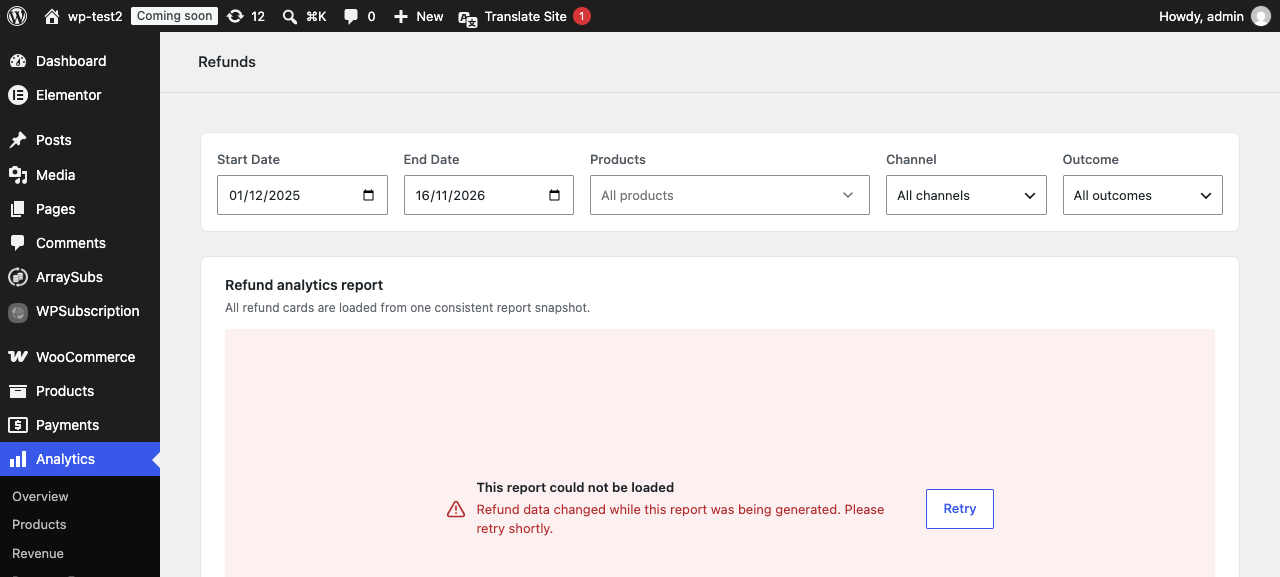 wp-test2 Coming soon 12 ⌘K 0 New Translate Site 1 Howdy, admin
Dashboard
Elementor
Posts
Media
Pages
Comments
ArraySubs
WPSubscription
WooCommerce
Products
Payments
Analytics
Overview
Products
Revenue
Refunds
Start Date End Date Products Channel Outcome
01/12/2025 16/11/2026 All products All channels All outcomes
Refund analytics report
All refund cards are loaded from one consistent report snapshot.
This report could not be loaded
Refund data changed while this report was being generated. Please
retry shortly.
Retry